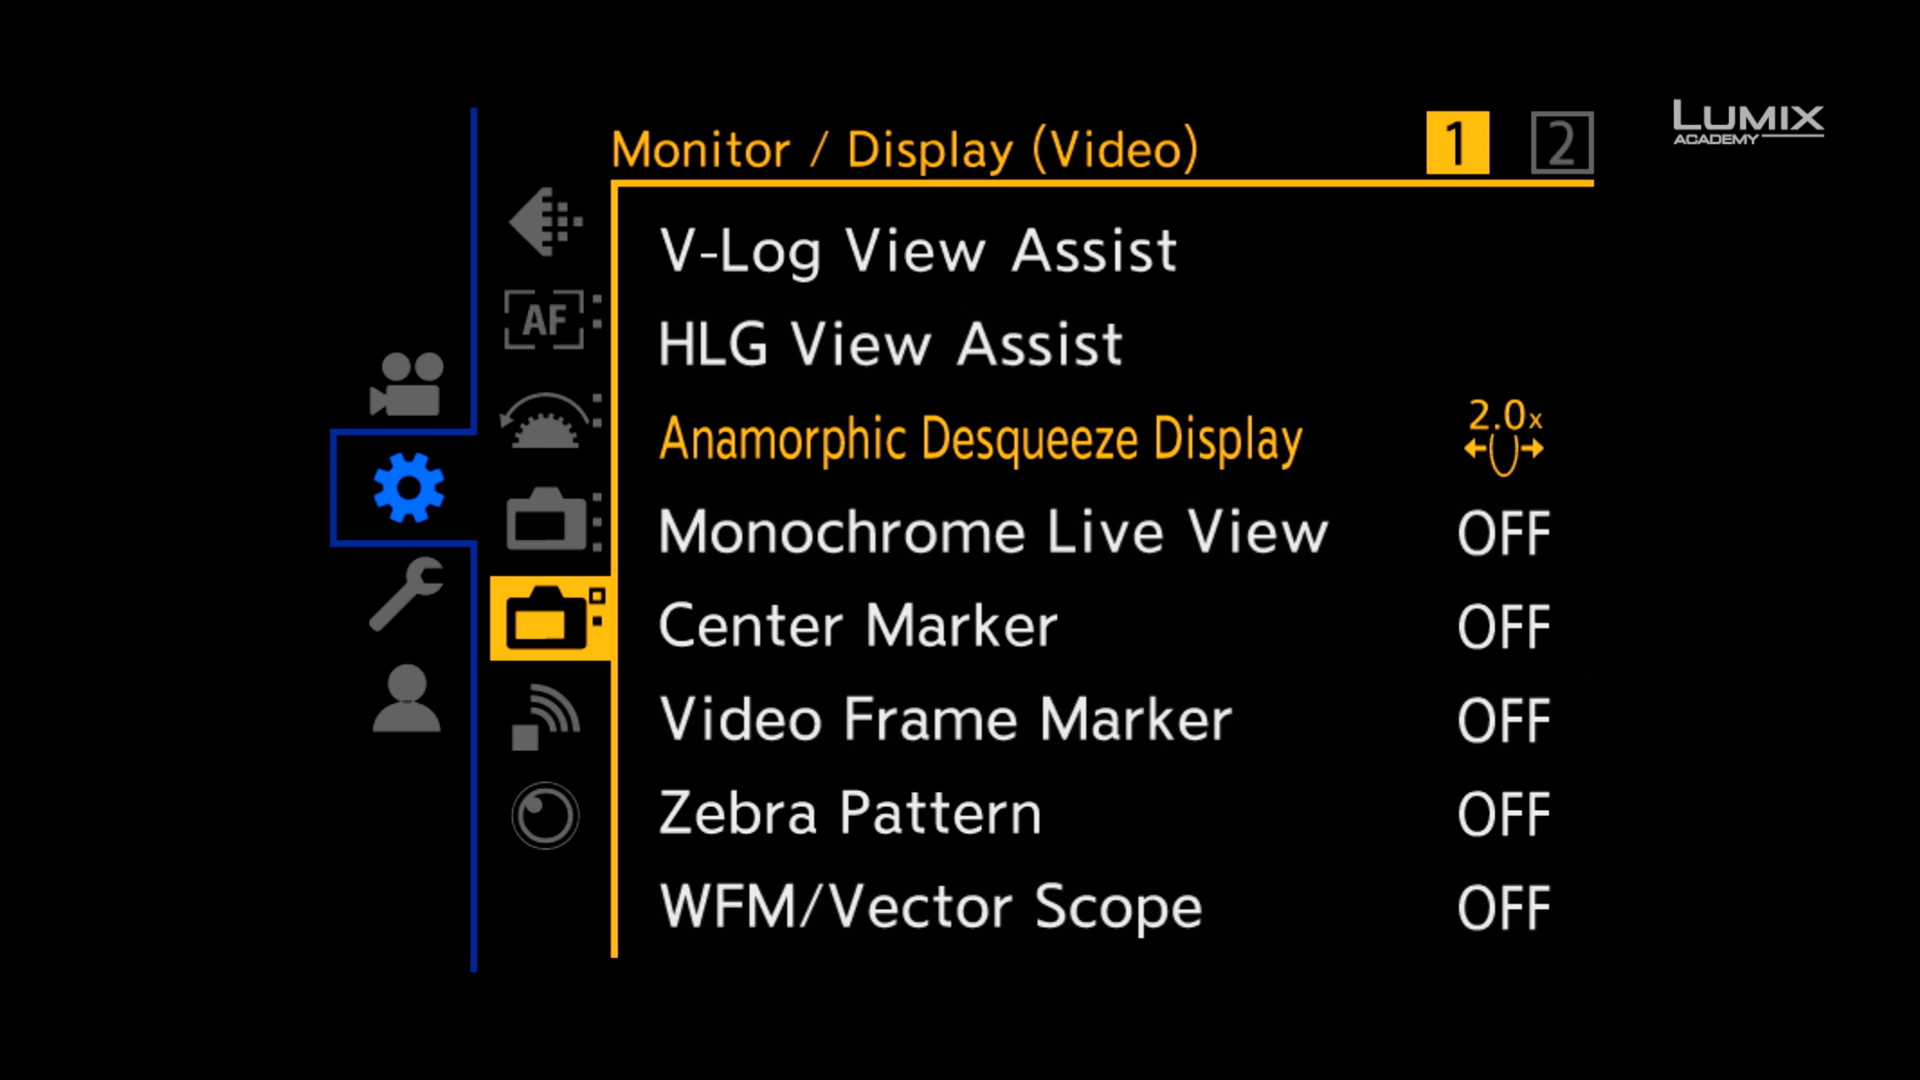 Monitor / Display (Video) 1 2
LUMIX
ACADEMY
AF
V-Log View Assist
HLG View Assist
Anamorphic Desqueeze Display 2.0x
Monochrome Live View OFF
Center Marker OFF
Video Frame Marker OFF
Zebra Pattern OFF
WFM/Vector Scope OFF